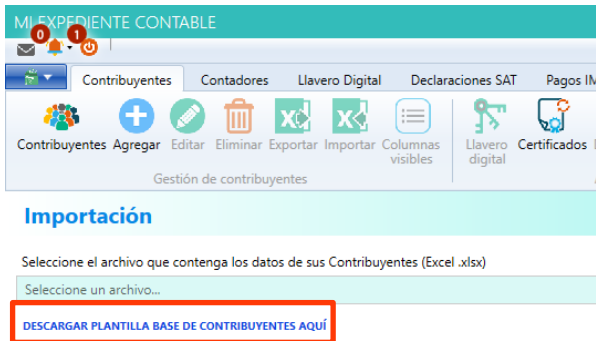 MI EXPEDIENTE CONTABLE
0
1
Contribuyentes Contadores Llavero Digital Declaraciones SAT Pagos IM
Contribuyentes Agregar Editar Eliminar Exportar Importar Columnas visibles Llavero digital Certificados
Gestión de contribuyentes
Importación
Seleccione el archivo que contenga los datos de sus Contribuyentes (Excel .xlsx)
Seleccione un archivo...
DESCARGAR PLANTILLA BASE DE CONTRIBUYENTES AQUÍ